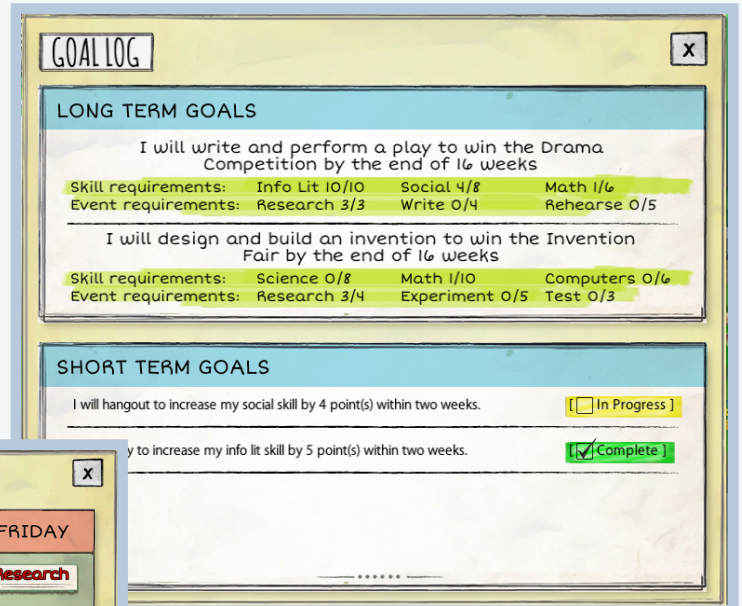 GOAL LOG
X
LONG TERM GOALS
I will write and perform a play to win the Drama
Competition by the end of 16 weeks
Skill requirements: Info Lit 10/10 Social 4/8 Math 1/6
Event requirements: Research 3/3 Write 0/4 Rehearse 0/5
I will design and build an invention to win the Invention
Fair by the end of 16 weeks
Skill requirements: Science 0/8 Math 1/10 Computers 0/6
Event requirements: Research 3/4 Experiment 0/5 Test 0/3
SHORT TERM GOALS
I will hangout to increase my social skill by 4 point(s) within two weeks. [ In Progress ]
y to increase my info lit skill by 5 point(s) within two weeks. [ Complete ]
X
FRIDAY
Research